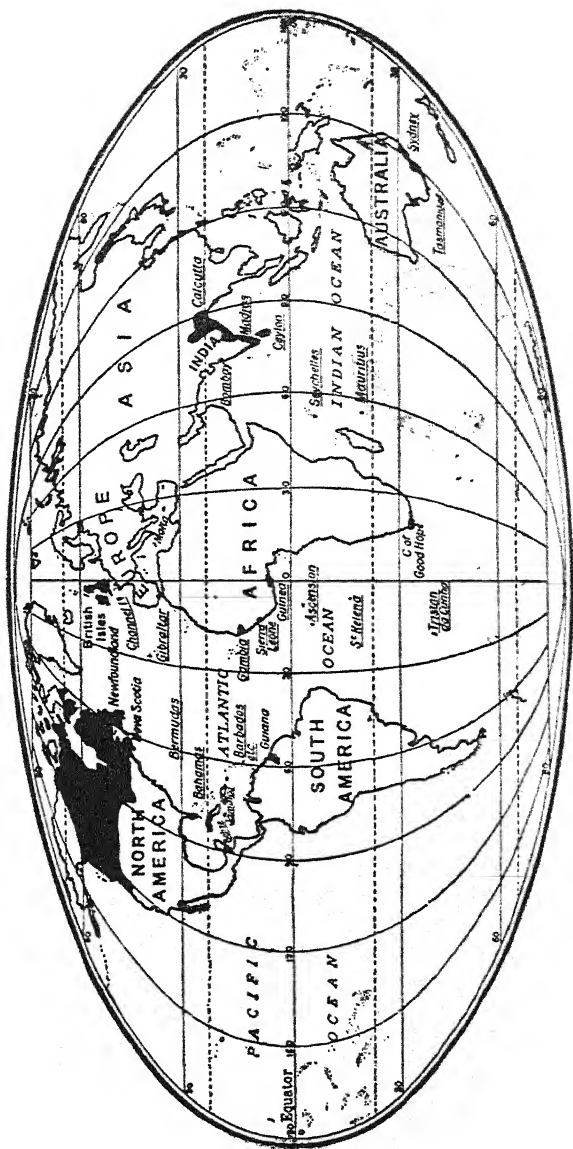 ASIA
EUROPE
British
Isles
Newfoundland
Nova Scotia
Channel I
Gibraltar
Malta
NORTH
AMERICA
Bermudas
Bahamas
ATLANTIC
OCEAN
Barbados
etc
Guiana
Gambia
Sierra
Leone
Guinea
AFRICA
INDIA
Calcutta
Bombay
Madras
Ceylon
PACIFIC
OCEAN
Equator
SOUTH
AMERICA
Ascension
St Helena
Tristan
da Cunha
C of
Good Hope
Seychelles
Mauritius
INDIAN OCEAN
AUSTRALIA
Sydney
Tasmania